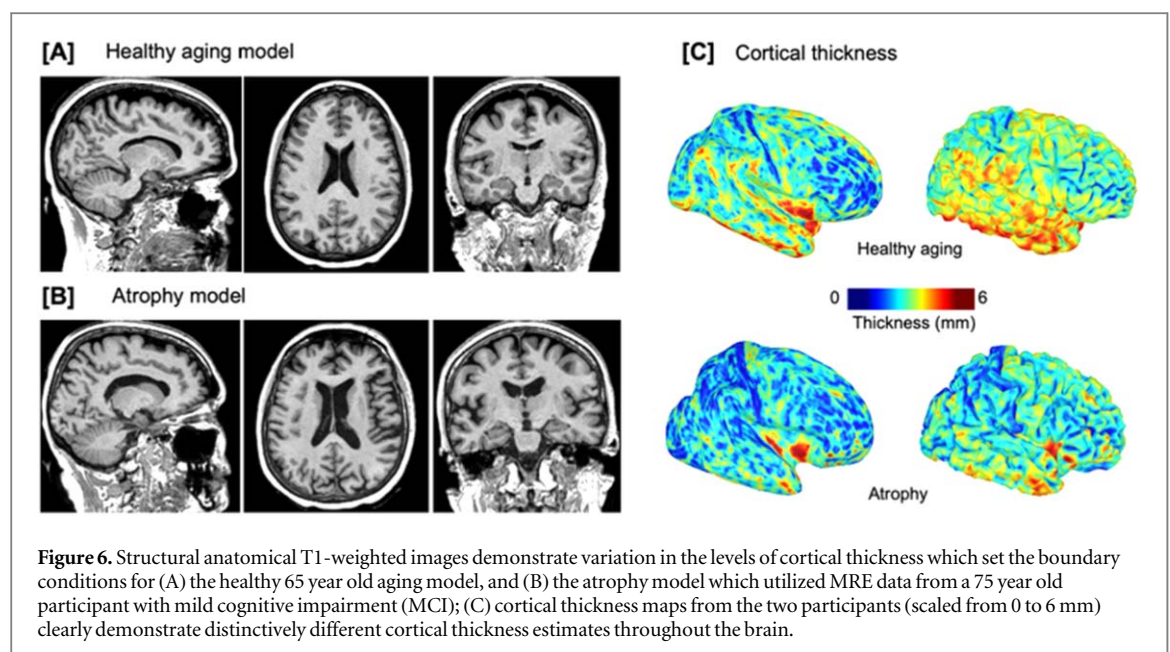 [A] Healthy aging model
[C] Cortical thickness
Healthy aging
0 6
Thickness (mm)
[B] Atrophy model
Atrophy
Figure 6. Structural anatomical T1-weighted images demonstrate variation in the levels of cortical thickness which set the boundary
conditions for (A) the healthy 65 year old aging model, and (B) the atrophy model which utilized MRE data from a 75 year old
participant with mild cognitive impairment (MCI); (C) cortical thickness maps from the two participants (scaled from 0 to 6 mm)
clearly demonstrate distinctively different cortical thickness estimates throughout the brain.